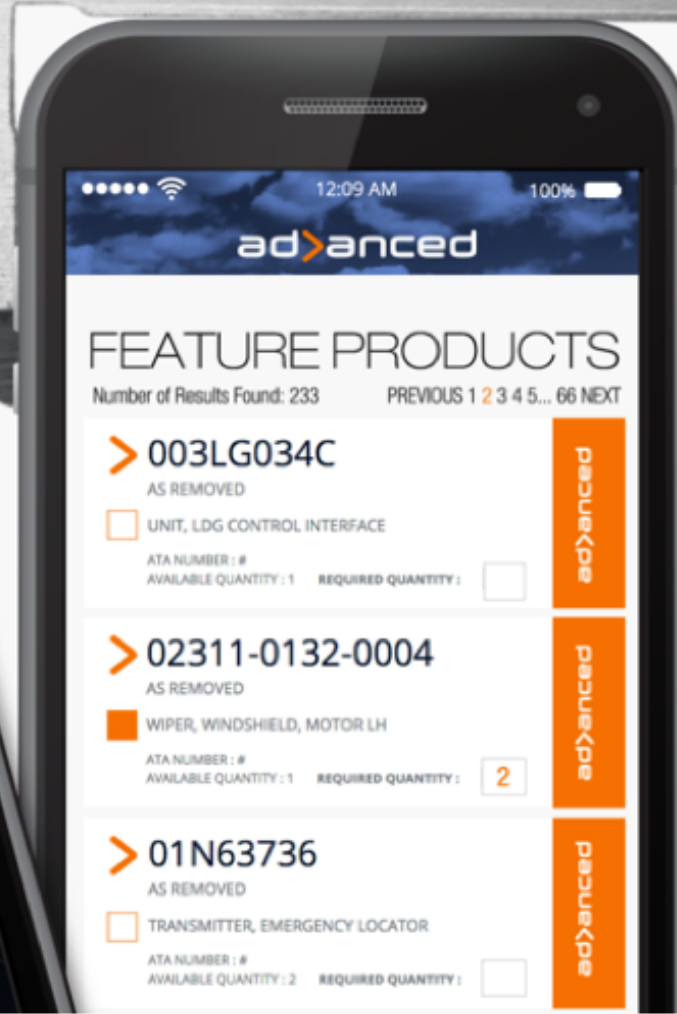 12:09 AM 100%
ad>anced
FEATURE PRODUCTS
Number of Results Found: 233 PREVIOUS 1 2 3 4 5... 66 NEXT
003LG034C
AS REMOVED
UNIT, LDG CONTROL INTERFACE
ATA NUMBER : #
AVAILABLE QUANTITY : 1 REQUIRED QUANTITY :
ad>anced
02311-0132-0004
AS REMOVED
WIPER, WINDSHIELD, MOTOR LH
ATA NUMBER : #
AVAILABLE QUANTITY : 1 REQUIRED QUANTITY : 2
ad>anced
01N63736
AS REMOVED
TRANSMITTER, EMERGENCY LOCATOR
ATA NUMBER : #
AVAILABLE QUANTITY : 2 REQUIRED QUANTITY :
ad>anced